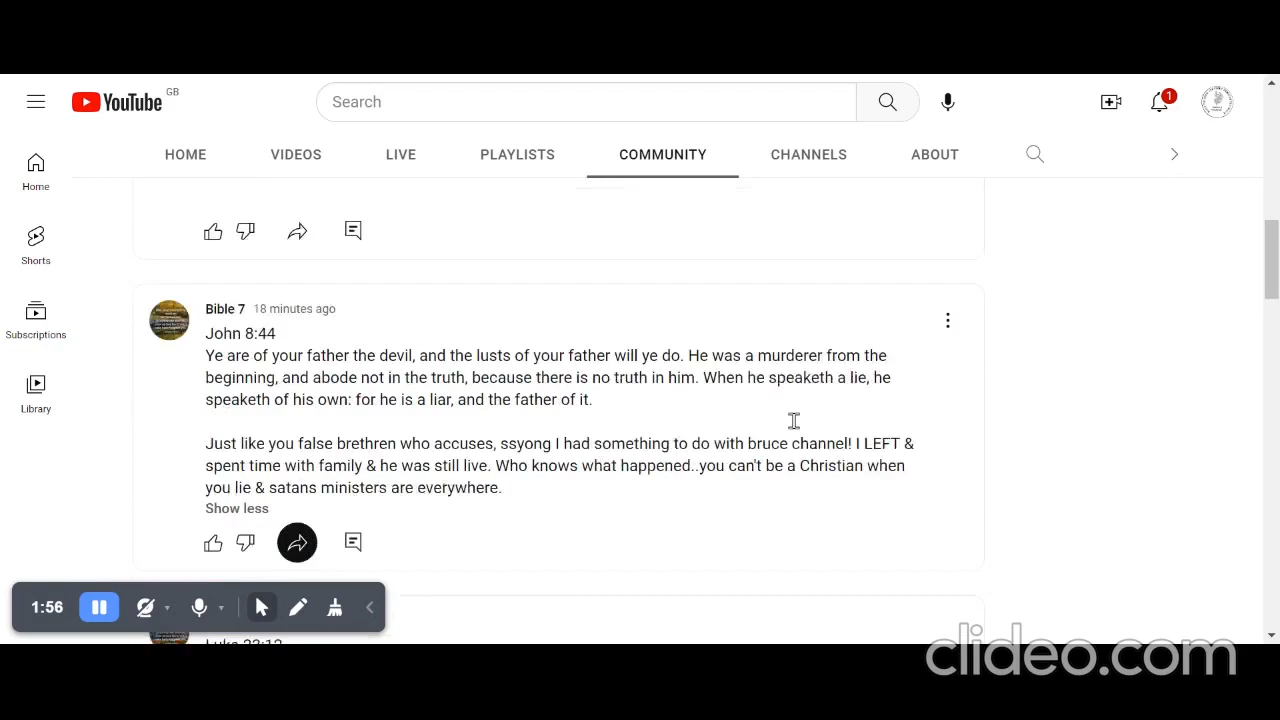 YouTube GB
Search
1
HOME VIDEOS LIVE PLAYLISTS COMMUNITY CHANNELS ABOUT
Home
Shorts
Subscriptions
Library
Bible 7 18 minutes ago
John 8:44
Ye are of your father the devil, and the lusts of your father will ye do. He was a murderer from the
beginning, and abode not in the truth, because there is no truth in him. When he speaketh a lie, he
speaketh of his own: for he is a liar, and the father of it.
Just like you false brethren who accuses, ssyong I had something to do with bruce channel! I LEFT &
spent time with family & he was still live. Who knows what happened..you can't be a Christian when
you lie & satans ministers are everywhere.
Show less
1:56
clideo.com